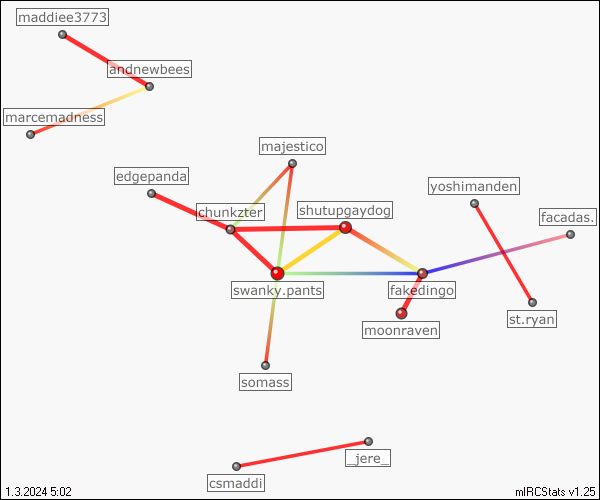 maddiee3773
andnewbees
marcemadness
majestico
edgepanda
yoshimanden
chunkzter
shutupgaydog
facadas.
swanky.pants
fakedingo
st.ryan
moonraven
somass
_jere_
csmaddi
1.3.2024 5:02
mIRCStats v1.25